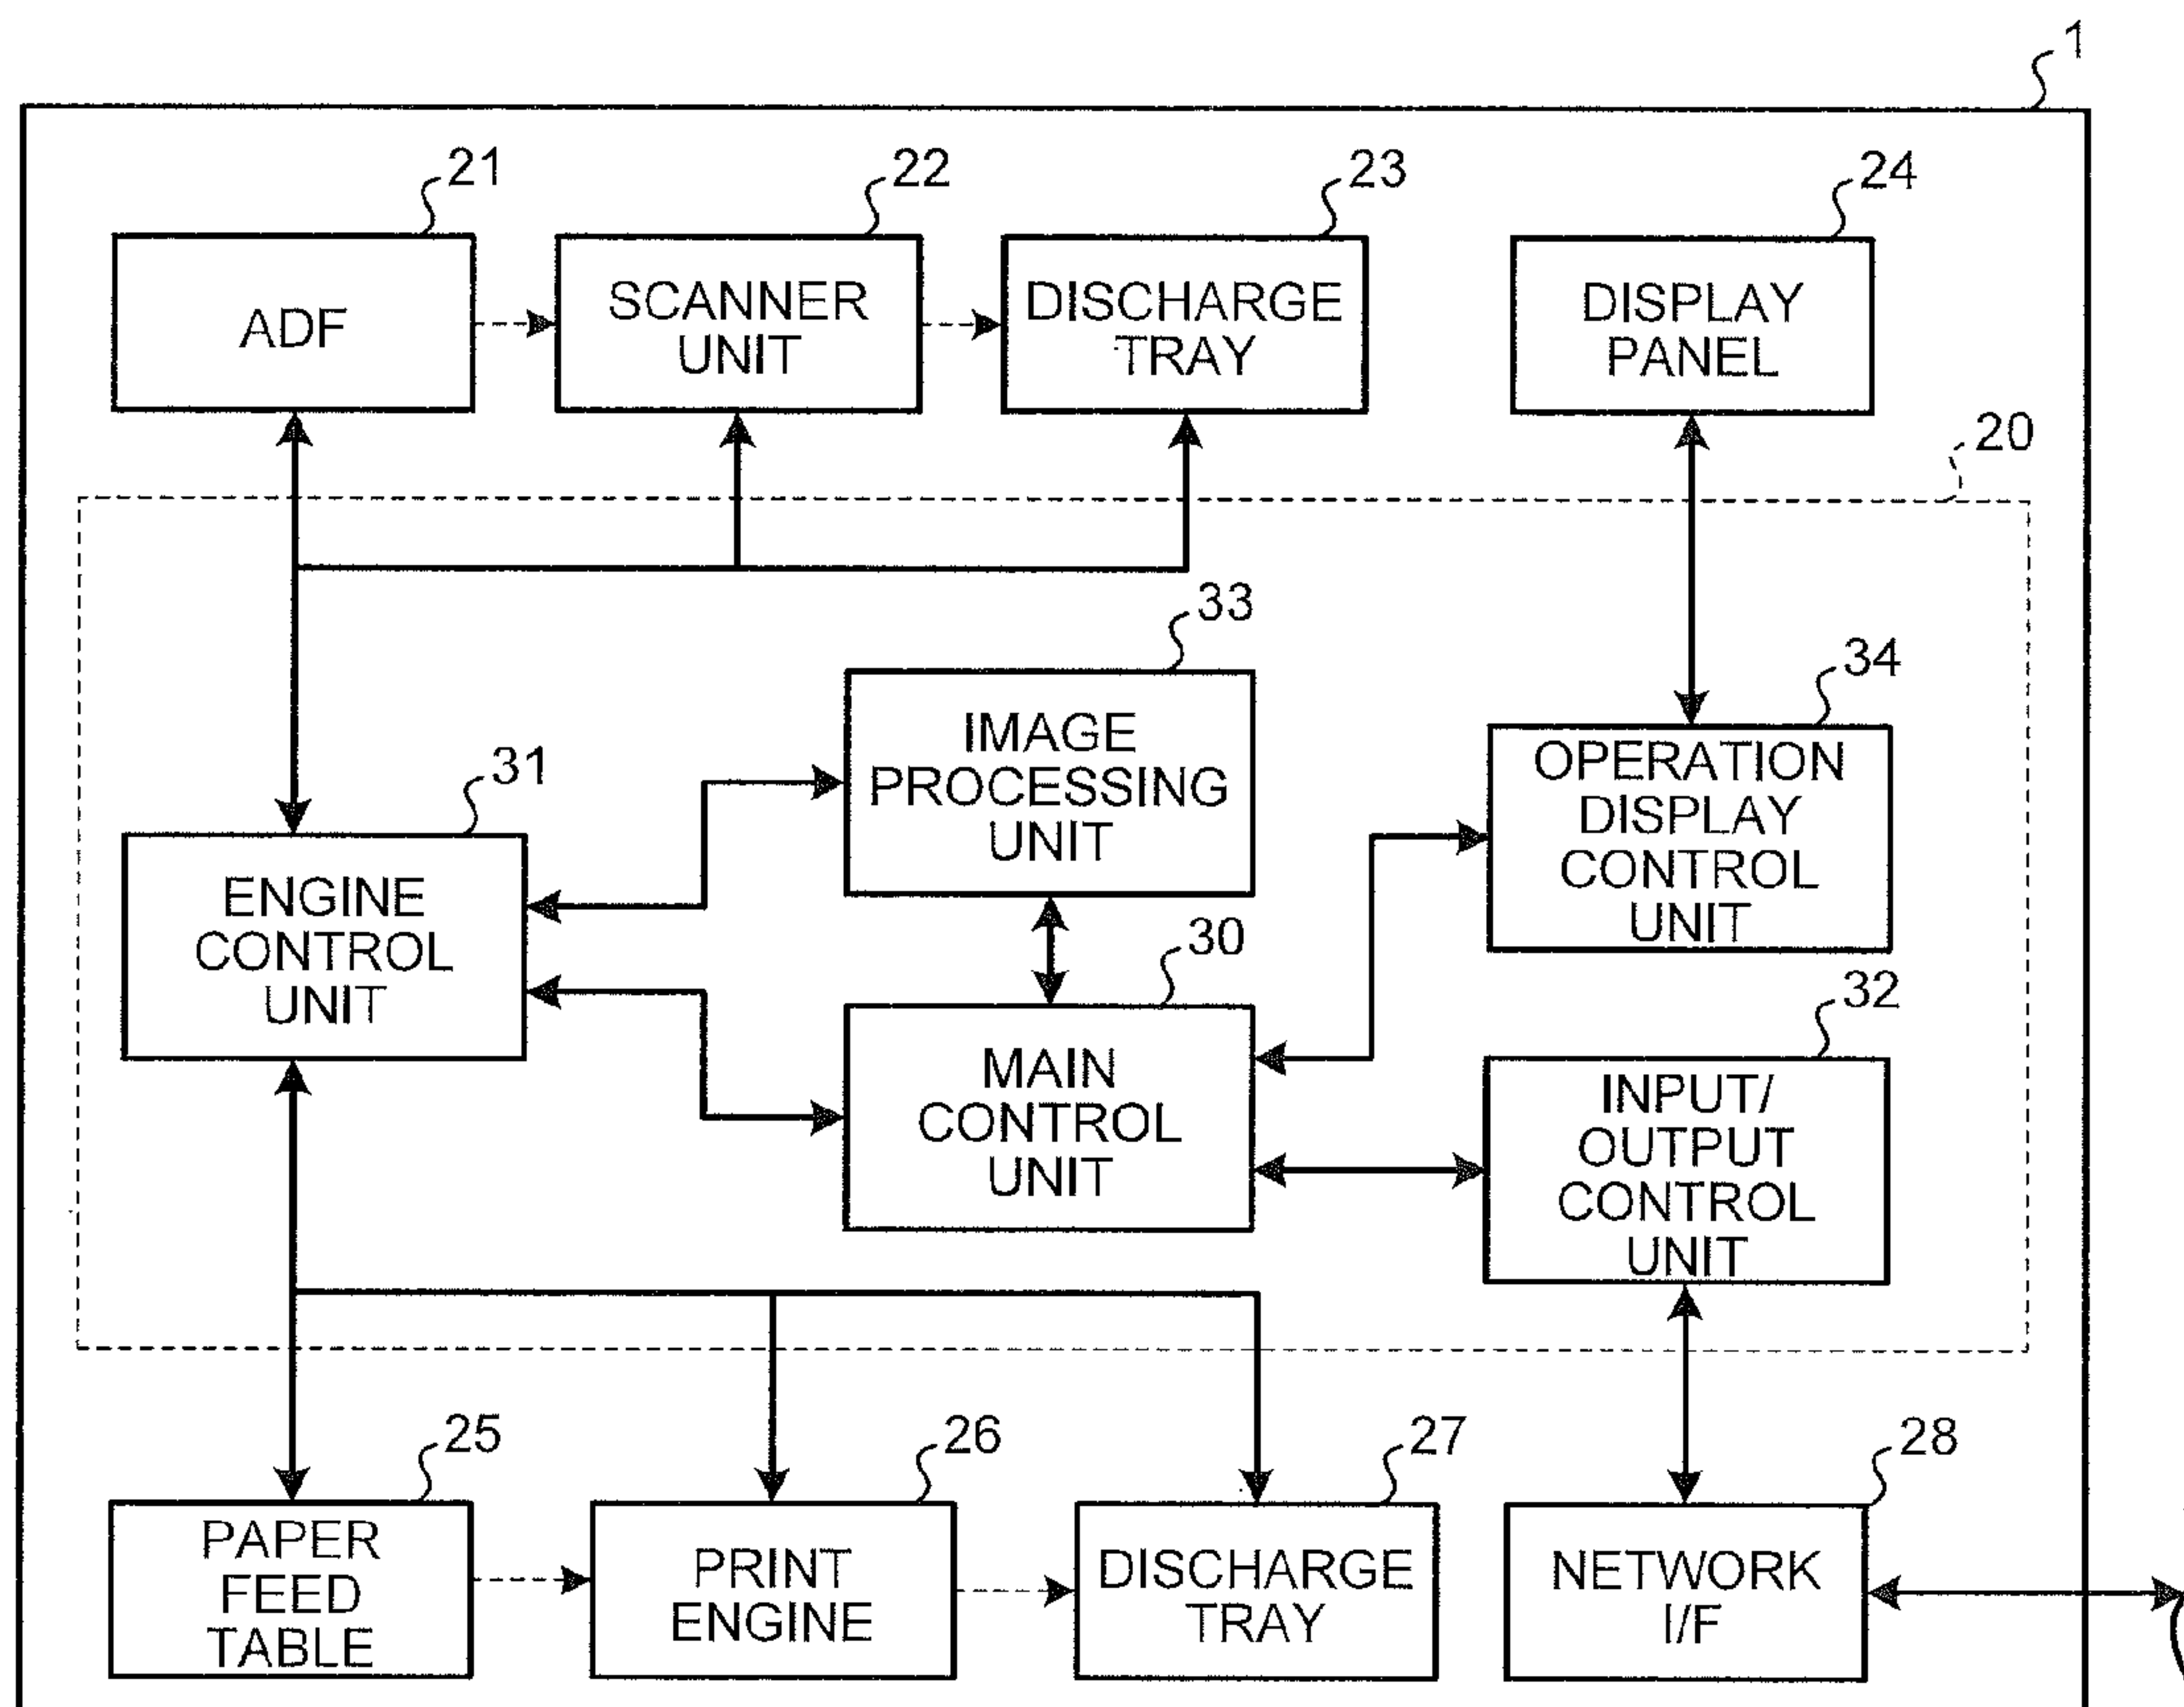 1
21
22
23
24
ADF
SCANNER
UNIT
DISCHARGE
TRAY
DISPLAY
PANEL
20
33
34
31
IMAGE
PROCESSING
UNIT
OPERATION
DISPLAY
CONTROL
UNIT
ENGINE
CONTROL
UNIT
30
32
MAIN
CONTROL
UNIT
INPUT/
OUTPUT
CONTROL
UNIT
25
26
27
28
PAPER
FEED
TABLE
PRINT
ENGINE
DISCHARGE
TRAY
NETWORK
I/F